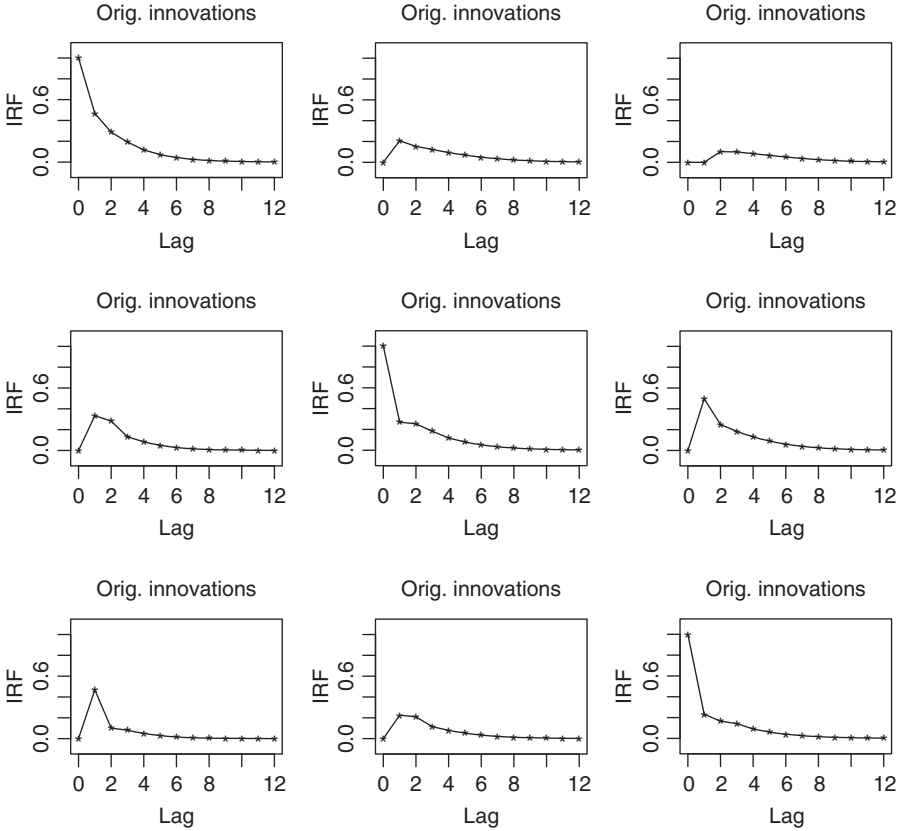 Orig. innovations Orig. innovations Orig. innovations
IRF 0.0 0.6 IRF 0.0 0.6 IRF 0.0 0.6
0 2 4 6 8 12 0 2 4 6 8 12 0 2 4 6 8 12
Lag Lag Lag
Orig. innovations Orig. innovations Orig. innovations
IRF 0.0 0.6 IRF 0.0 0.6 IRF 0.0 0.6
0 2 4 6 8 12 0 2 4 6 8 12 0 2 4 6 8 12
Lag Lag Lag
Orig. innovations Orig. innovations Orig. innovations
IRF 0.0 0.6 IRF 0.0 0.6 IRF 0.0 0.6
0 2 4 6 8 12 0 2 4 6 8 12 0 2 4 6 8 12
Lag Lag Lag